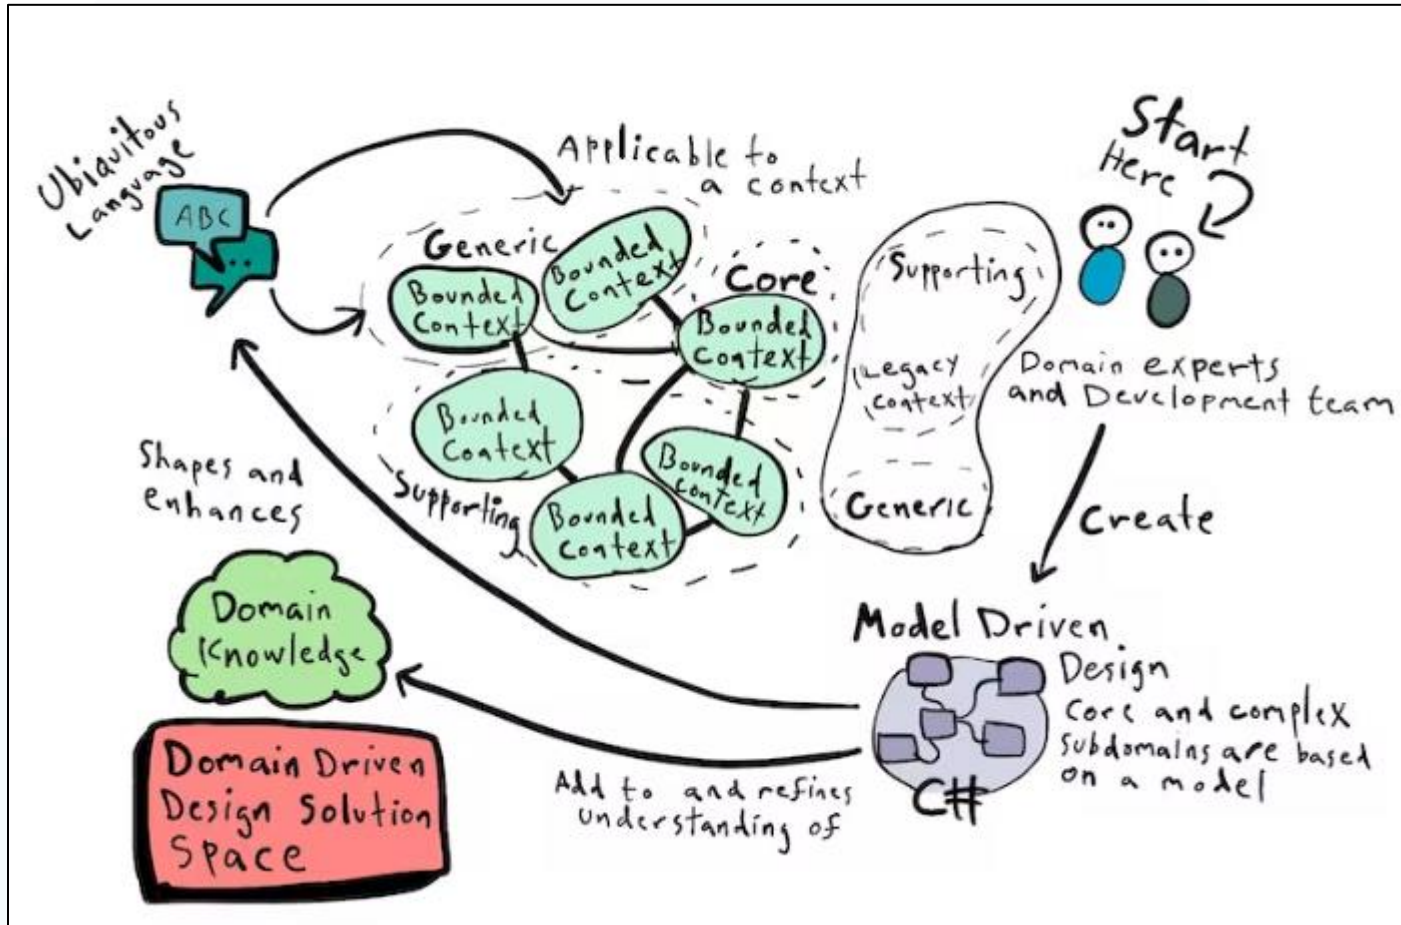 Ubiquitous
Language
ABC
Applicable to
a context
Generic
Bounded
Context
Bounded
Context
Core
Bounded
Context
Bounded
Context
Bounded
Context
Supporting
Bounded
Context
Supporting
Legacy
Context
Generic
Start
Here
Domain experts
and Development team
Create
Shapes and
enhances
Domain
Knowledge
Model Driven
Design
Core and complex
subdomains are based
on a model
C#
Add to and refines
understanding of
Domain Driven
Design Solution
Space